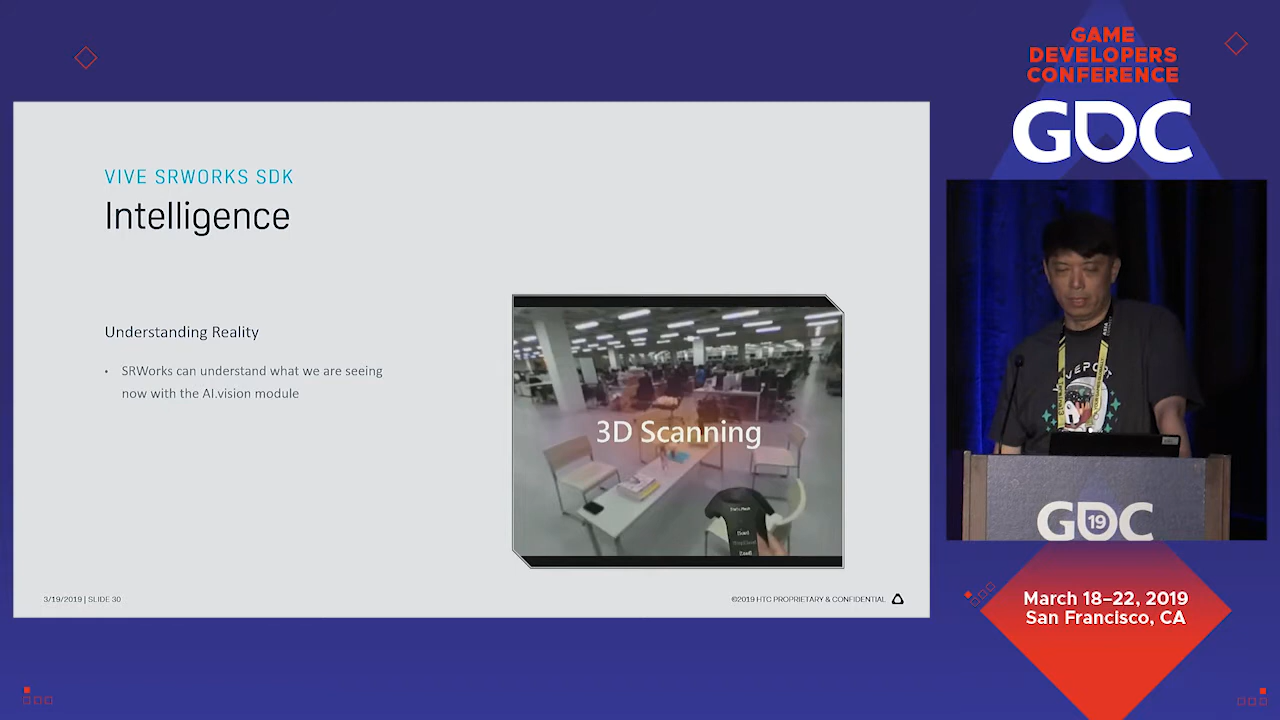 GAME
DEVELOPERS
CONFERENCE
GDC
VIVE SRWORKS SDK
Intelligence
Understanding Reality
• SRWorks can understand what we are seeing
now with the AI.vision module
3D Scanning
3/19/2019 | SLIDE 30
©2019 HTC PROPRIETARY & CONFIDENTIAL
GDC
19
March 18–22, 2019
San Francisco, CA